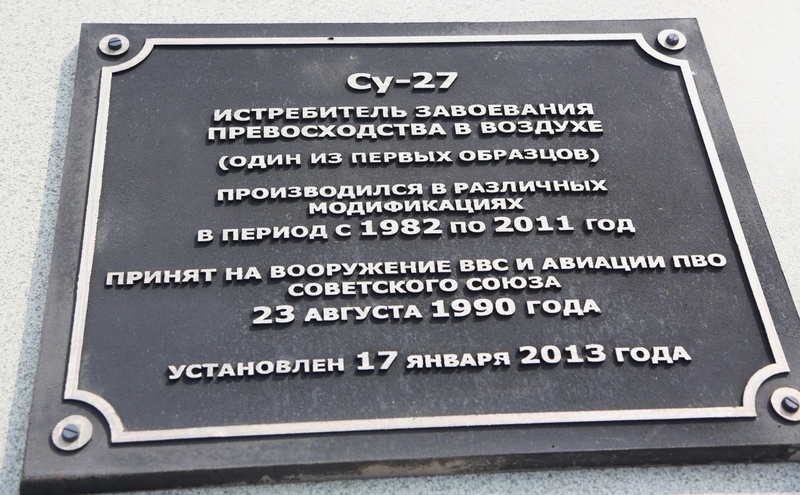 Су-27
ИСТРЕБИТЕЛЬ ЗАВОЕВАНИЯ
ПРЕВОСХОДСТВА В ВОЗДУХЕ
(ОДИН ИЗ ПЕРВЫХ ОБРАЗЦОВ)
ПРОИЗВОДИЛСЯ В РАЗЛИЧНЫХ
МОДИФИКАЦИЯХ
В ПЕРИОД С 1982 ПО 2011 ГОД
ПРИНЯТ НА ВООРУЖЕНИЕ ВВС И АВИАЦИИ ПВО
СОВЕТСКОГО СОЮЗА
23 АВГУСТА 1990 ГОДА
УСТАНОВЛЕН 17 ЯНВАРЯ 2013 ГОДА